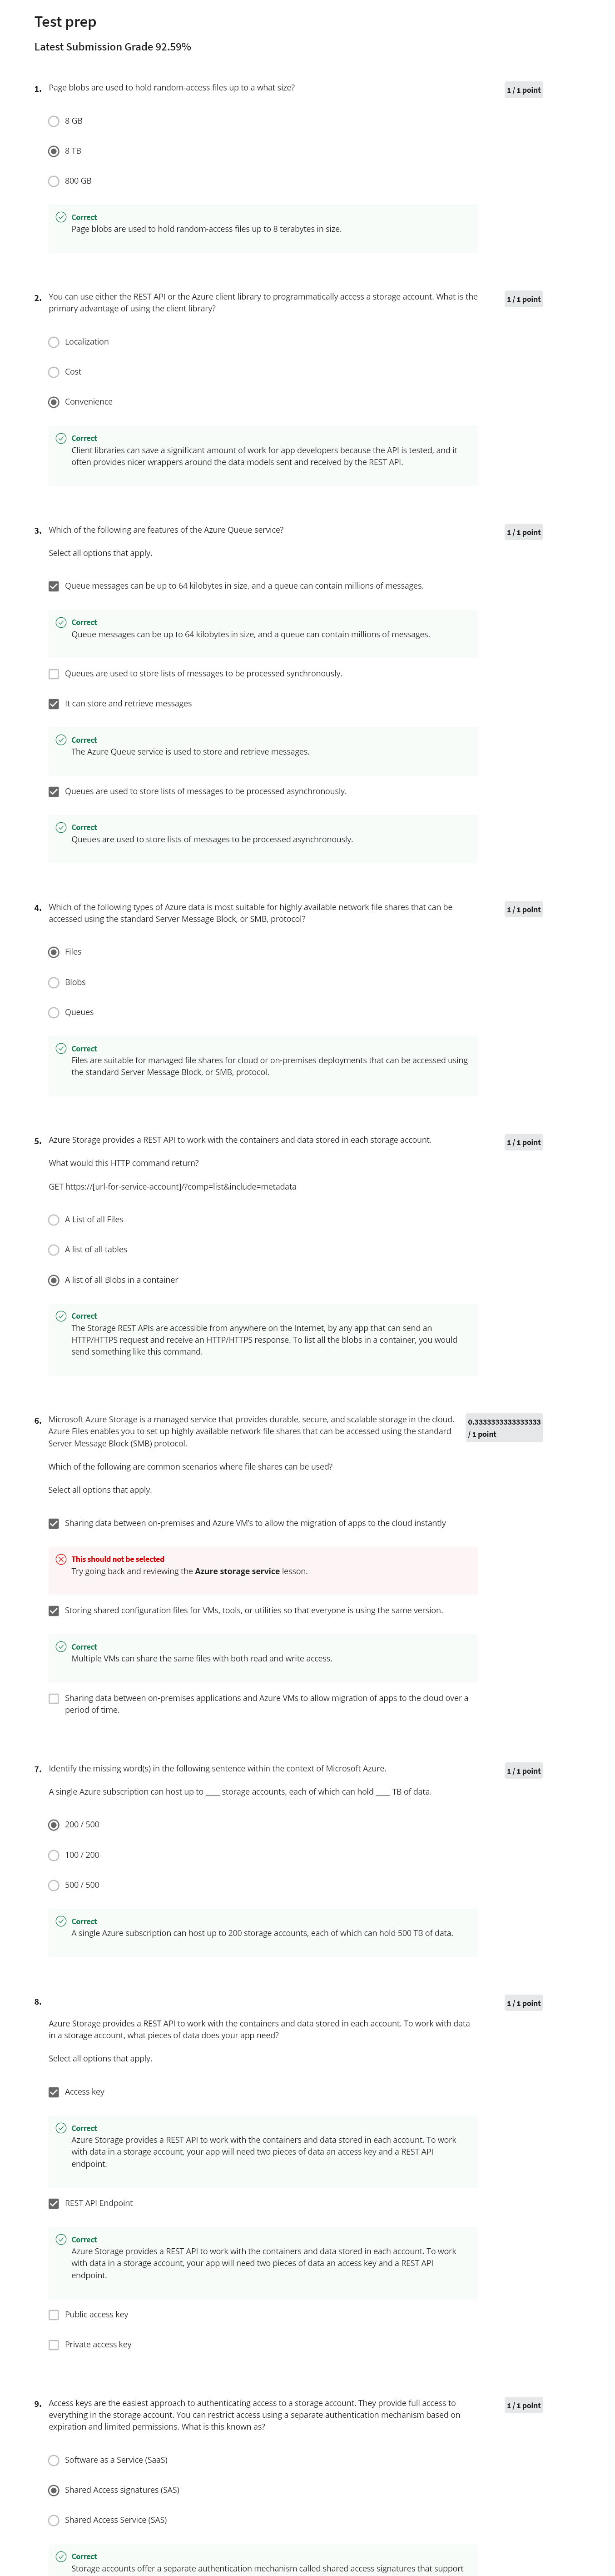 Test prep
Latest Submission Grade 92.59%
1. Page blobs are used to hold random-access files up to a what size?
1 / 1 point
8 GB
8 TB
800 GB
Correct
Page blobs are used to hold random-access files up to 8 terabytes in size.
2. You can use either the REST API or the Azure client library to programmatically access a storage account. What is the
primary advantage of using the client library?
1 / 1 point
Localization
Cost
Convenience
Correct
Client libraries can save a significant amount of work for app developers because the API is tested, and it
often provides nicer wrappers around the data models sent and received by the REST API.
3. Which of the following are features of the Azure Queue service?
1 / 1 point
Select all options that apply.
Queue messages can be up to 64 kilobytes in size, and a queue can contain millions of messages.
Correct
Queue messages can be up to 64 kilobytes in size, and a queue can contain millions of messages.
Queues are used to store lists of messages to be processed synchronously.
It can store and retrieve messages
Correct
The Azure Queue service is used to store and retrieve messages.
Queues are used to store lists of messages to be processed asynchronously.
Correct
Queues are used to store lists of messages to be processed asynchronously.
4. Which of the following types of Azure data is most suitable for highly available network file shares that can be
accessed using the standard Server Message Block, or SMB, protocol?
1 / 1 point
Files
Blobs
Queues
Correct
Files are suitable for managed file shares for cloud or on-premises deployments that can be accessed using
the standard Server Message Block, or SMB, protocol.
5. Azure Storage provides a REST API to work with the containers and data stored in each storage account.
1 / 1 point
What would this HTTP command return?
GET https://[url-for-service-account]/?comp=list&include=metadata
A List of all Files
A list of all tables
A list of all Blobs in a container
Correct
The Storage REST APIs are accessible from anywhere on the Internet, by any app that can send an
HTTP/HTTPS request and receive an HTTP/HTTPS response. To list all the blobs in a container, you would
send something like this command.
6. Microsoft Azure Storage is a managed service that provides durable, secure, and scalable storage in the cloud.
Azure Files enables you to set up highly available network file shares that can be accessed using the standard
Server Message Block (SMB) protocol.
0.3333333333333333
/ 1 point
Which of the following are common scenarios where file shares can be used?
Select all options that apply.
Sharing data between on-premises and Azure VM's to allow the migration of apps to the cloud instantly
This should not be selected
Try going back and reviewing the Azure storage service lesson.
Storing shared configuration files for VMs, tools, or utilities so that everyone is using the same version.
Correct
Multiple VMs can share the same files with both read and write access.
Sharing data between on-premises applications and Azure VMs to allow migration of apps to the cloud over a
period of time.
7. Identify the missing word(s) in the following sentence within the context of Microsoft Azure.
1 / 1 point
A single Azure subscription can host up to ____ storage accounts, each of which can hold ____ TB of data.
200 / 500
100 / 200
500 / 500
Correct
A single Azure subscription can host up to 200 storage accounts, each of which can hold 500 TB of data.
8.
1 / 1 point
Azure Storage provides a REST API to work with the containers and data stored in each account. To work with data
in a storage account, what pieces of data does your app need?
Select all options that apply.
Access key
Correct
Azure Storage provides a REST API to work with the containers and data stored in each account. To work
with data in a storage account, your app will need two pieces of data an access key and a REST API
endpoint.
REST API Endpoint
Correct
Azure Storage provides a REST API to work with the containers and data stored in each account. To work
with data in a storage account, your app will need two pieces of data an access key and a REST API
endpoint.
Public access key
Private access key
9. Access keys are the easiest approach to authenticating access to a storage account. They provide full access to
everything in the storage account. You can restrict access using a separate authentication mechanism based on
expiration and limited permissions. What is this known as?
1 / 1 point
Software as a Service (SaaS)
Shared Access signatures (SAS)
Shared Access Service (SAS)
Correct
Storage accounts offer a separate authentication mechanism called shared access signatures that support